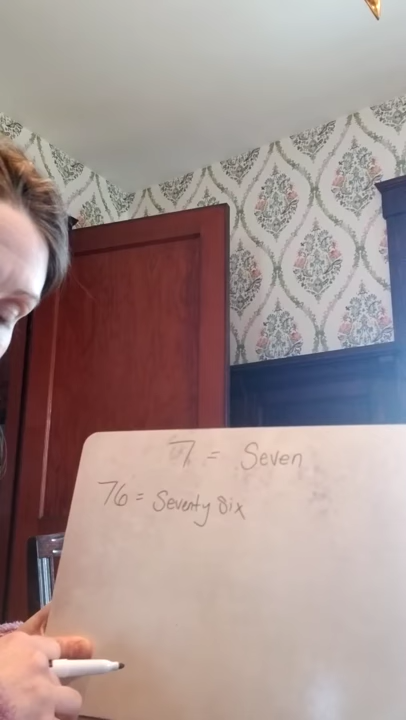 7 = Seven
76 = Seventy Six